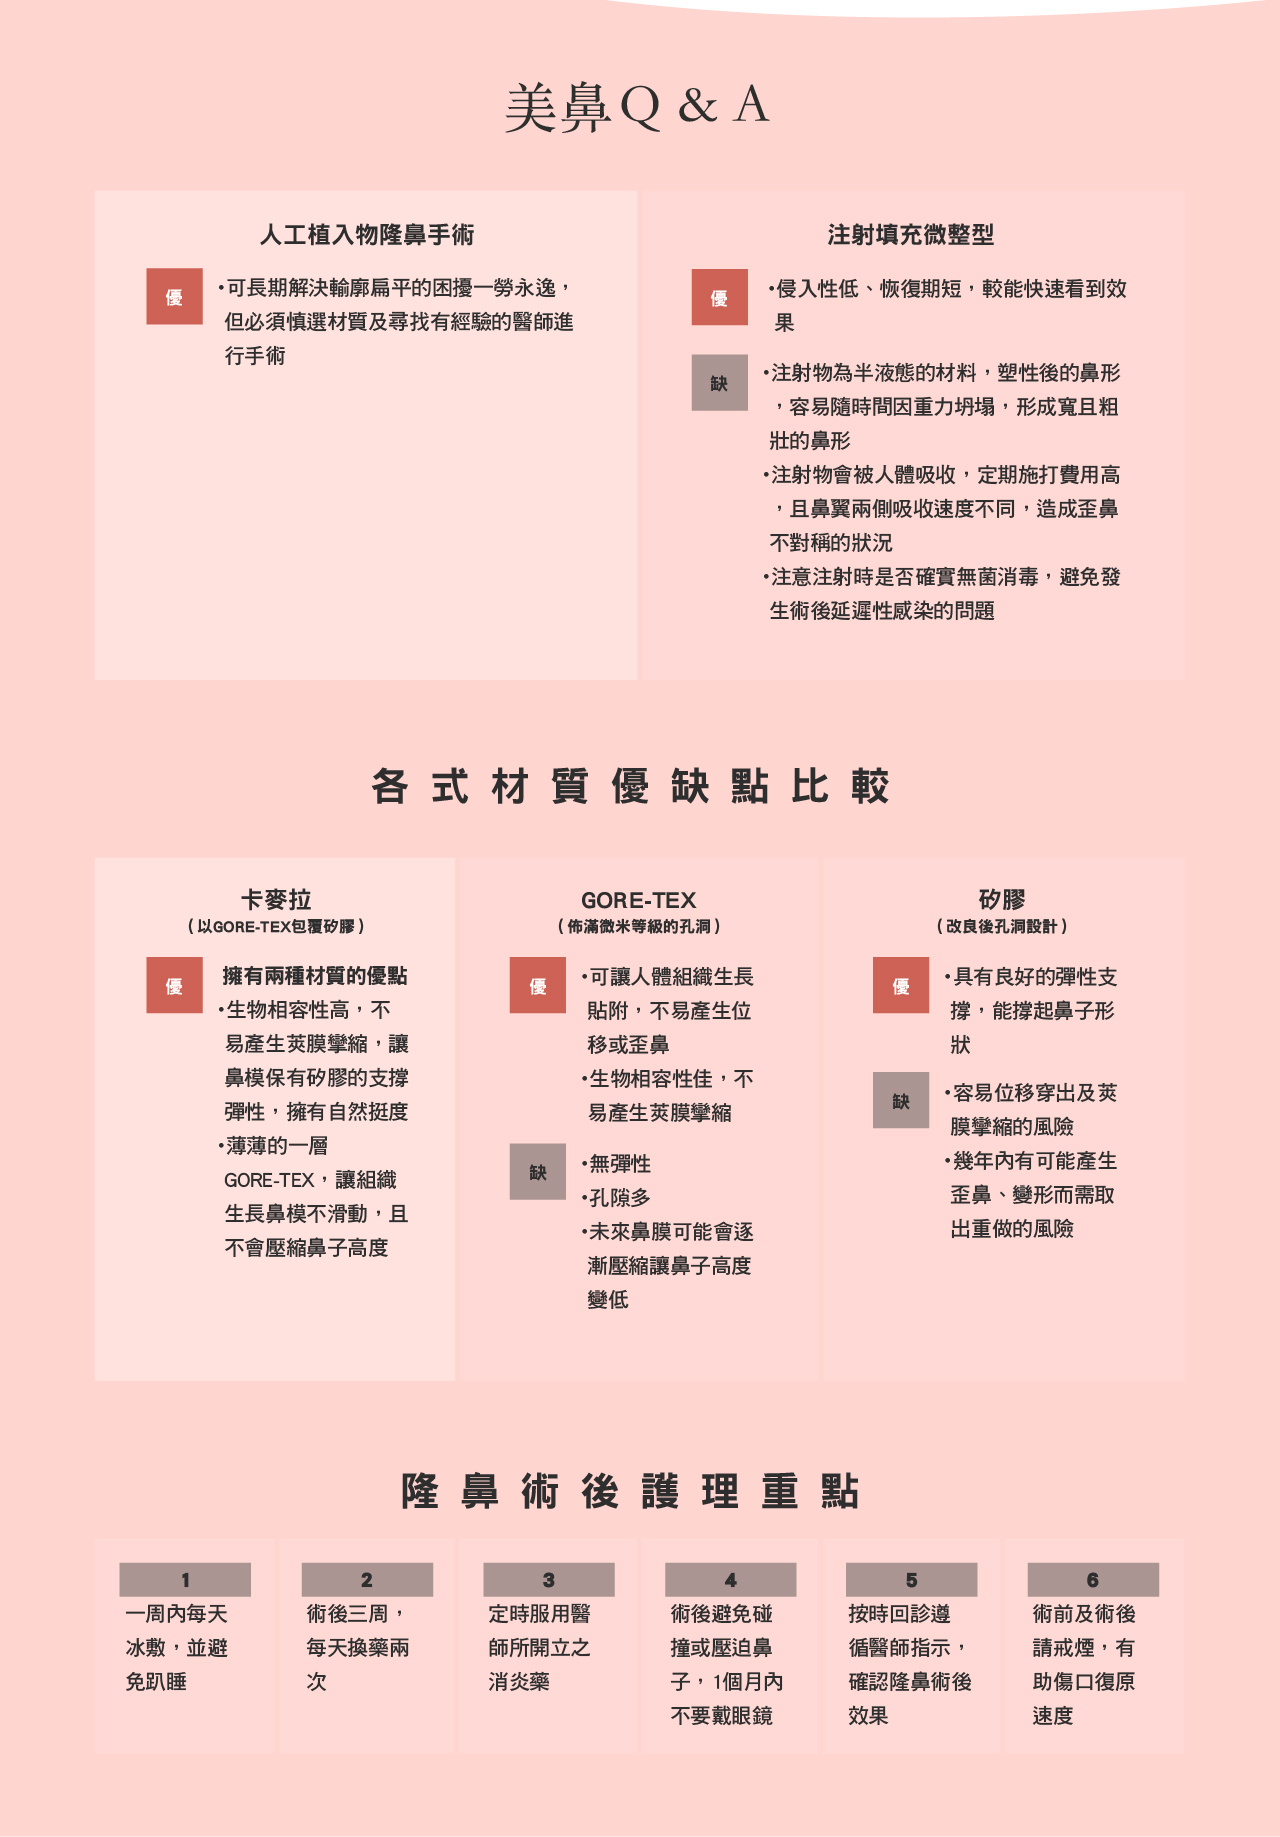 美鼻Q & A
人工植入物隆鼻手術
優
•可長期解決輪廓扁平的困擾一勞永逸，
但必須慎選材質及尋找有經驗的醫師進
行手術
注射填充微整型
優
•侵入性低、恢復期短，較能快速看到效
果
缺
•注射物為半液態的材料，塑性後的鼻形
，容易隨時間因重力坍塌，形成寬且粗
壯的鼻形
•注射物會被人體吸收，定期施打費用高
，且鼻翼兩側吸收速度不同，造成歪鼻
不對稱的狀況
•注意注射時是否確實無菌消毒，避免發
生術後延遲性感染的問題
各式材質優缺點比較
卡麥拉
（以GORE-TEX包覆矽膠）
優
擁有兩種材質的優點
•生物相容性高，不
易產生莢膜攣縮，讓
鼻模保有矽膠的支撐
彈性，擁有自然挺度
•薄薄的一層
GORE-TEX，讓組織
生長鼻模不滑動，且
不會壓縮鼻子高度
GORE-TEX
（佈滿微米等級的孔洞）
優
•可讓人體組織生長
貼附，不易產生位
移或歪鼻
•生物相容性佳，不
易產生莢膜攣縮
缺
•無彈性
•孔隙多
•未來鼻膜可能會逐
漸壓縮讓鼻子高度
變低
矽膠
（改良後孔洞設計）
優
•具有良好的彈性支
撐，能撐起鼻子形
狀
缺
•容易位移穿出及莢
膜攣縮的風險
•幾年內有可能產生
歪鼻、變形而需取
出重做的風險
隆鼻術後護理重點
1
一周內每天
冰敷，並避
免趴睡
2
術後三周，
每天換藥兩
次
3
定時服用醫
師所開立之
消炎藥
4
術後避免碰
撞或壓迫鼻
子，1個月內
不要戴眼鏡
5
按時回診遵
循醫師指示，
確認隆鼻術後
效果
6
術前及術後
請戒煙，有
助傷口復原
速度